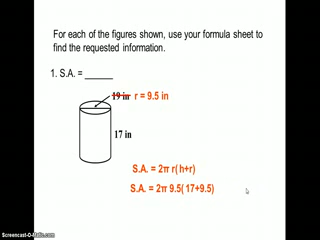 For each of the figures shown, use your formula sheet to
find the requested information.
1. S.A. = ______
19 in r = 9.5 in
17 in
S.A. = 2π r( h+r)
S.A. = 2π 9.5( 17+9.5)
Screencast-O-Matic.com